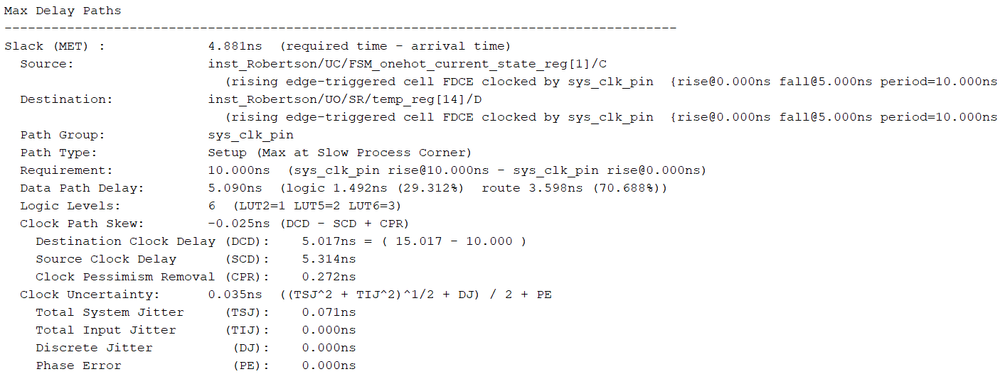 Max Delay Paths
--------------------------------------------------------------------------------------
Slack (MET) :             4.881ns  (required time - arrival time)
  Source:                 inst_Robertson/UC/FSM_onehot_current_state_reg[1]/C
                            (rising edge-triggered cell FDCE clocked by sys_clk_pin  {rise@0.000ns fall@5.000ns period=10.000ns
  Destination:            inst_Robertson/UO/SR/temp_reg[14]/D
                            (rising edge-triggered cell FDCE clocked by sys_clk_pin  {rise@0.000ns fall@5.000ns period=10.000ns
  Path Group:             sys_clk_pin
  Path Type:              Setup (Max at Slow Process Corner)
  Requirement:            10.000ns  (sys_clk_pin rise@10.000ns - sys_clk_pin rise@0.000ns)
  Data Path Delay:        5.090ns  (logic 1.492ns (29.312%)  route 3.598ns (70.688%))
  Logic Levels:           6  (LUT2=1 LUT5=2 LUT6=3)
  Clock Path Skew:        -0.025ns (DCD - SCD + CPR)
    Destination Clock Delay (DCD):    5.017ns = ( 15.017 - 10.000 )
    Source Clock Delay      (SCD):    5.314ns
    Clock Pessimism Removal (CPR):    0.272ns
  Clock Uncertainty:      0.035ns  ((TSJ^2 + TIJ^2)^1/2 + DJ) / 2 + PE
    Total System Jitter     (TSJ):    0.071ns
    Total Input Jitter      (TIJ):    0.000ns
    Discrete Jitter          (DJ):    0.000ns
    Phase Error              (PE):    0.000ns